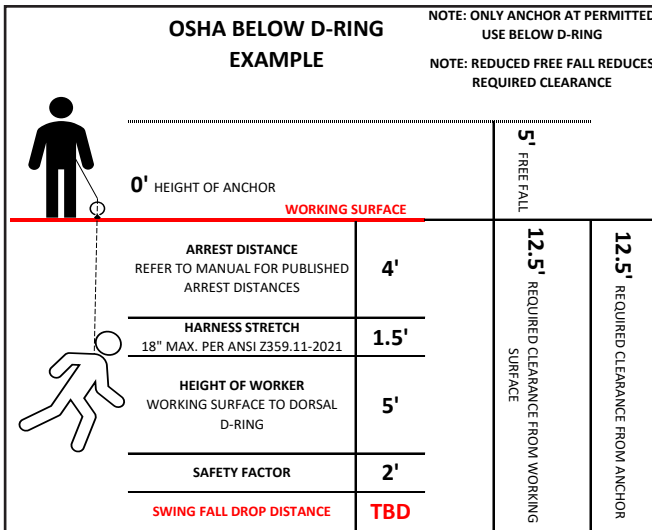 OSHA BELOW D-RING
EXAMPLE
NOTE: ONLY ANCHOR AT PERMITTED
USE BELOW D-RING
NOTE: REDUCED FREE FALL REDUCES
REQUIRED CLEARANCE
0' HEIGHT OF ANCHOR
WORKING SURFACE
5' FREE FALL
ARREST DISTANCE
REFER TO MANUAL FOR PUBLISHED
ARREST DISTANCES
4'
HARNESS STRETCH
18" MAX. PER ANSI Z359.11-2021
1.5'
HEIGHT OF WORKER
WORKING SURFACE TO DORSAL
D-RING
5'
SAFETY FACTOR
2'
SWING FALL DROP DISTANCE
TBD
12.5' REQUIRED CLEARANCE FROM WORKING
SURFACE
12.5' REQUIRED CLEARANCE FROM ANCHOR